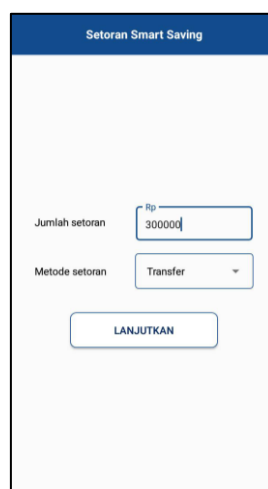 Setoran Smart Saving
Rp
Jumlah setoran 300000
Metode setoran Transfer
LANJUTKAN